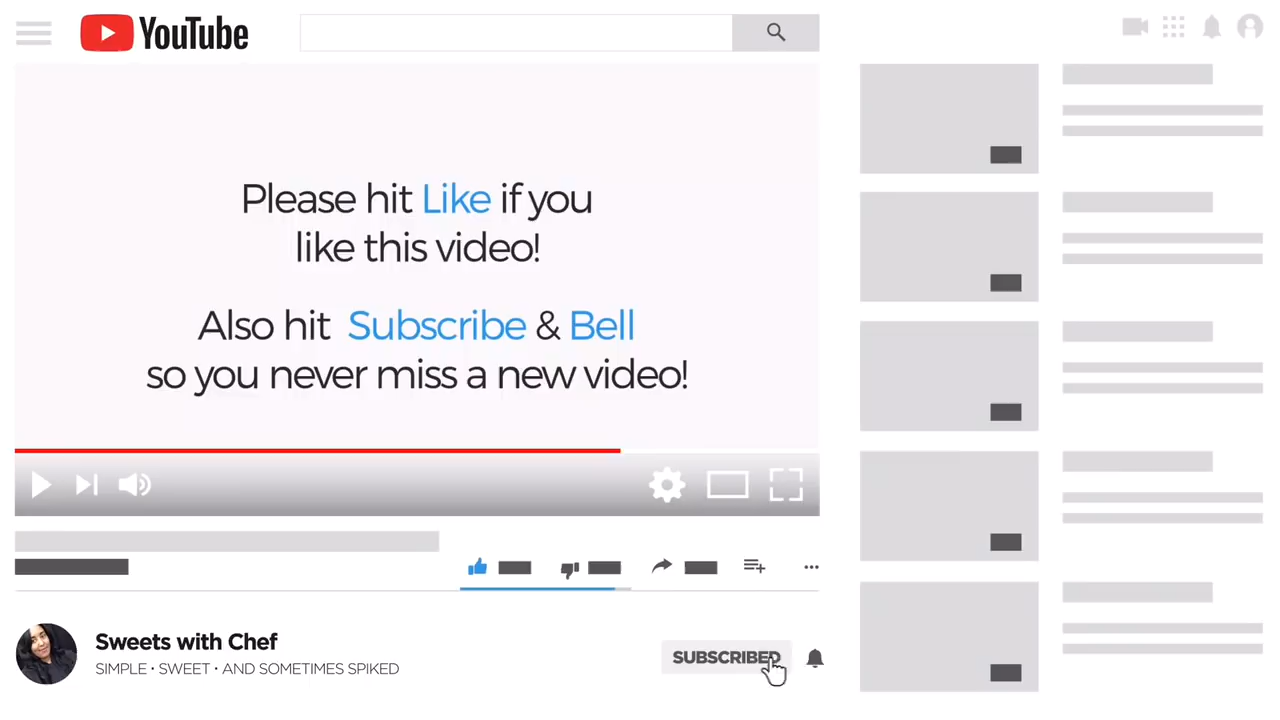 YouTube
Please hit Like if you
like this video!
Also hit Subscribe & Bell
so you never miss a new video!
Sweets with Chef
SIMPLE • SWEET • AND SOMETIMES SPIKED
SUBSCRIBED